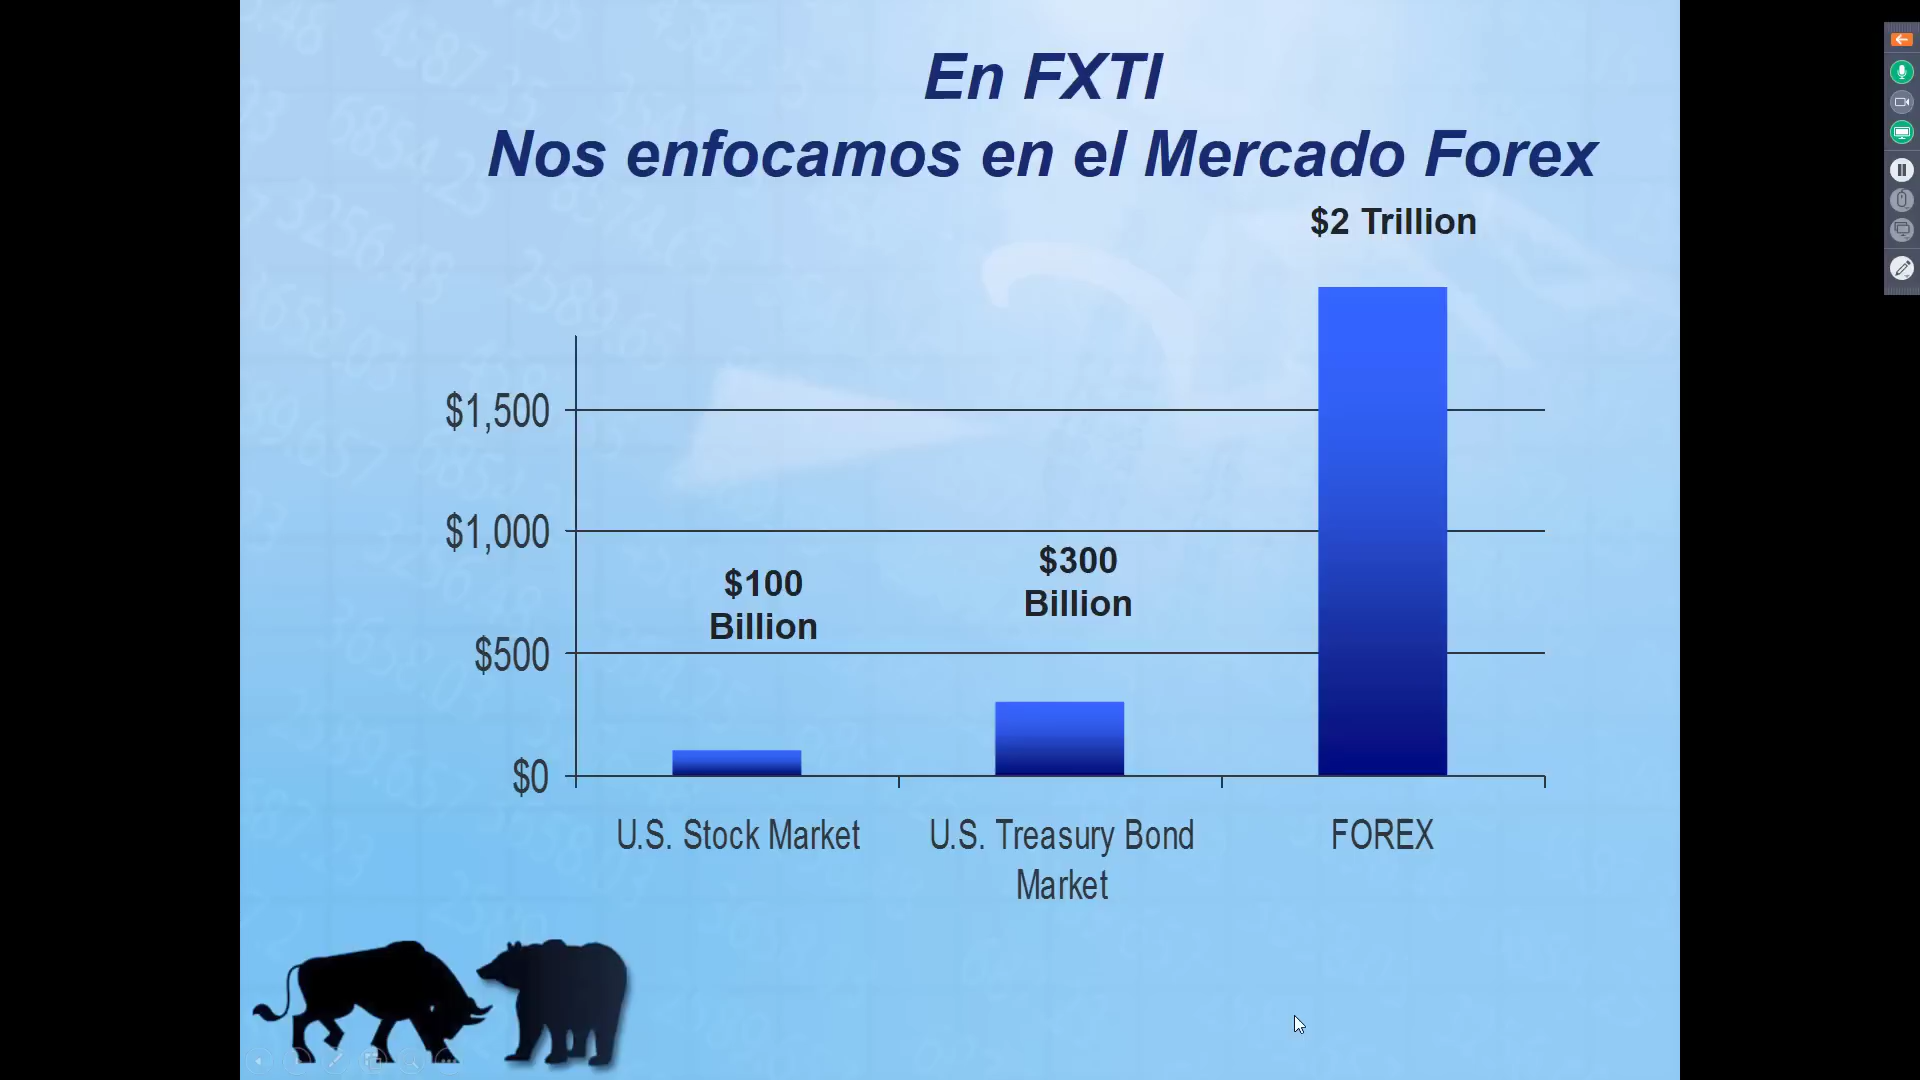 En FXTI
Nos enfocamos en el Mercado Forex
$2 Trillion
$1,500
$1,000
$300
Billion
$100
Billion
$500
$0
U.S. Stock Market
U.S. Treasury Bond
Market
FOREX